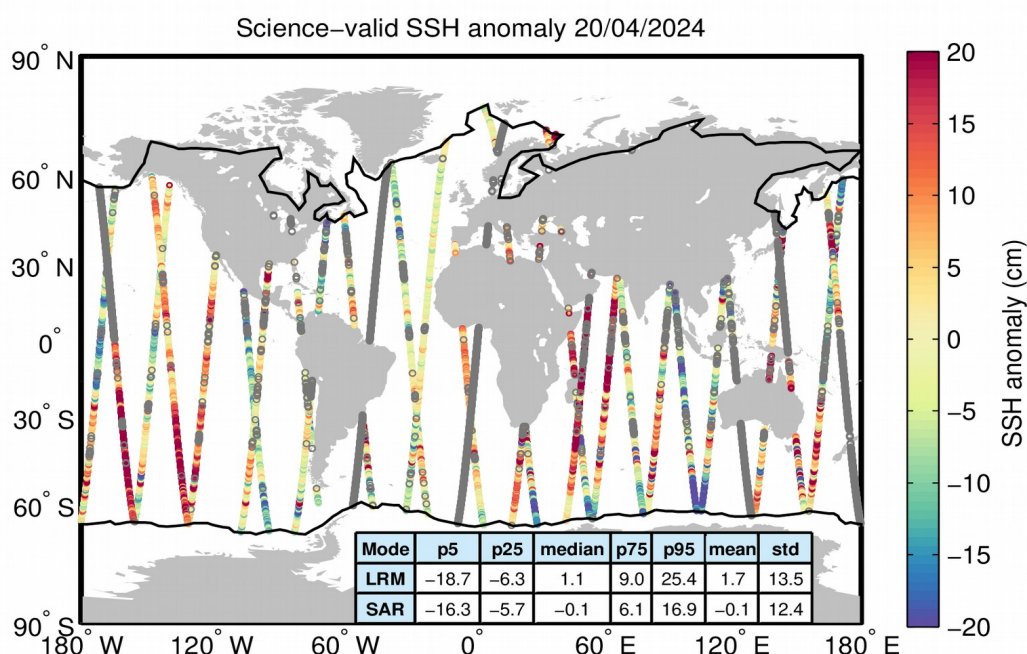 Science−valid SSH anomaly 20/04/2024
90° N
60° N
30° N
0°
30° S
60° S
90° S
180° W
120° W
60° W
0°
60° E
120° E
180° E
Mode p5 p25 median p75 p95 mean std
LRM −18.7 −6.3 1.1 9.0 25.4 1.7 13.5
SAR −16.3 −5.7 −0.1 6.1 16.9 −0.1 12.4
20
15
10
5
0
−5
−10
−15
−20
SSH anomaly (cm)